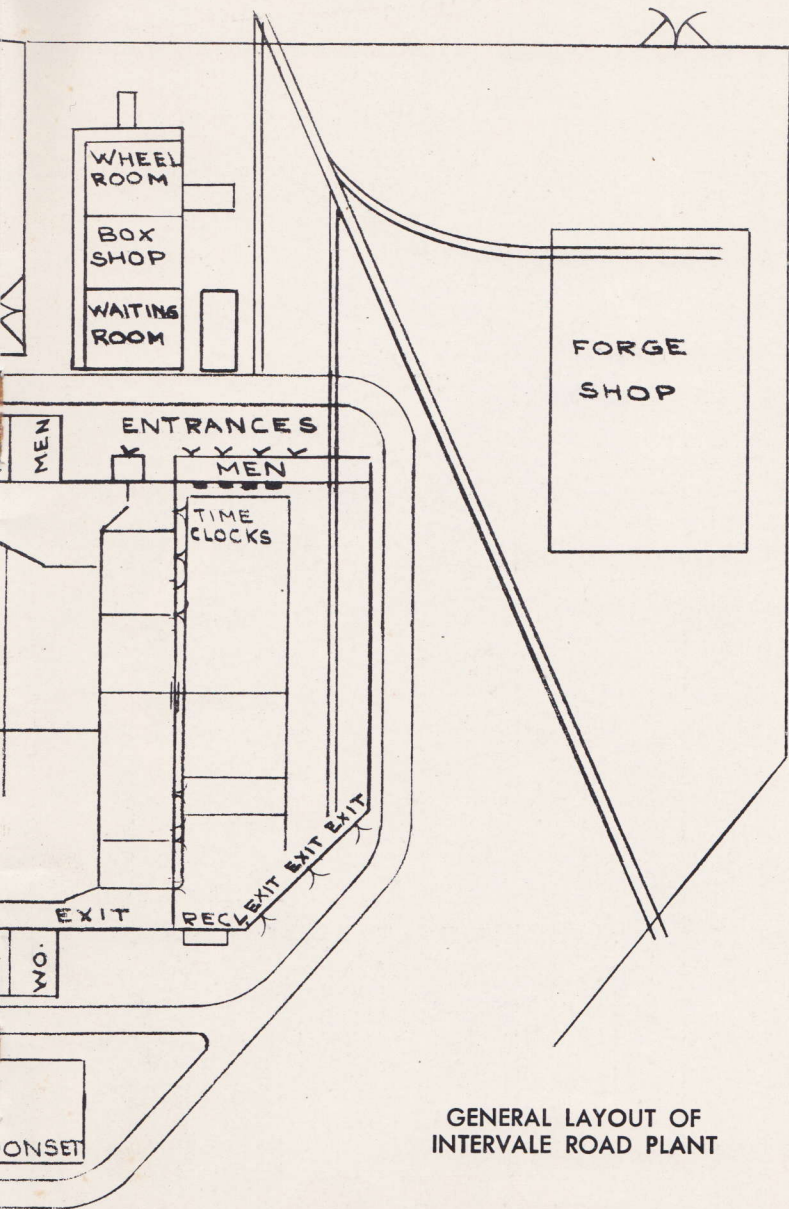 WHEEL
ROOM
BOX
SHOP
WAITING
ROOM
FORGE
SHOP
MEN
ENTRANCES
MEN
TIME
CLOCKS
EXIT
EXIT
EXIT
EXIT
RECL
WO.
ONSET
GENERAL LAYOUT OF
INTERVALE ROAD PLANT